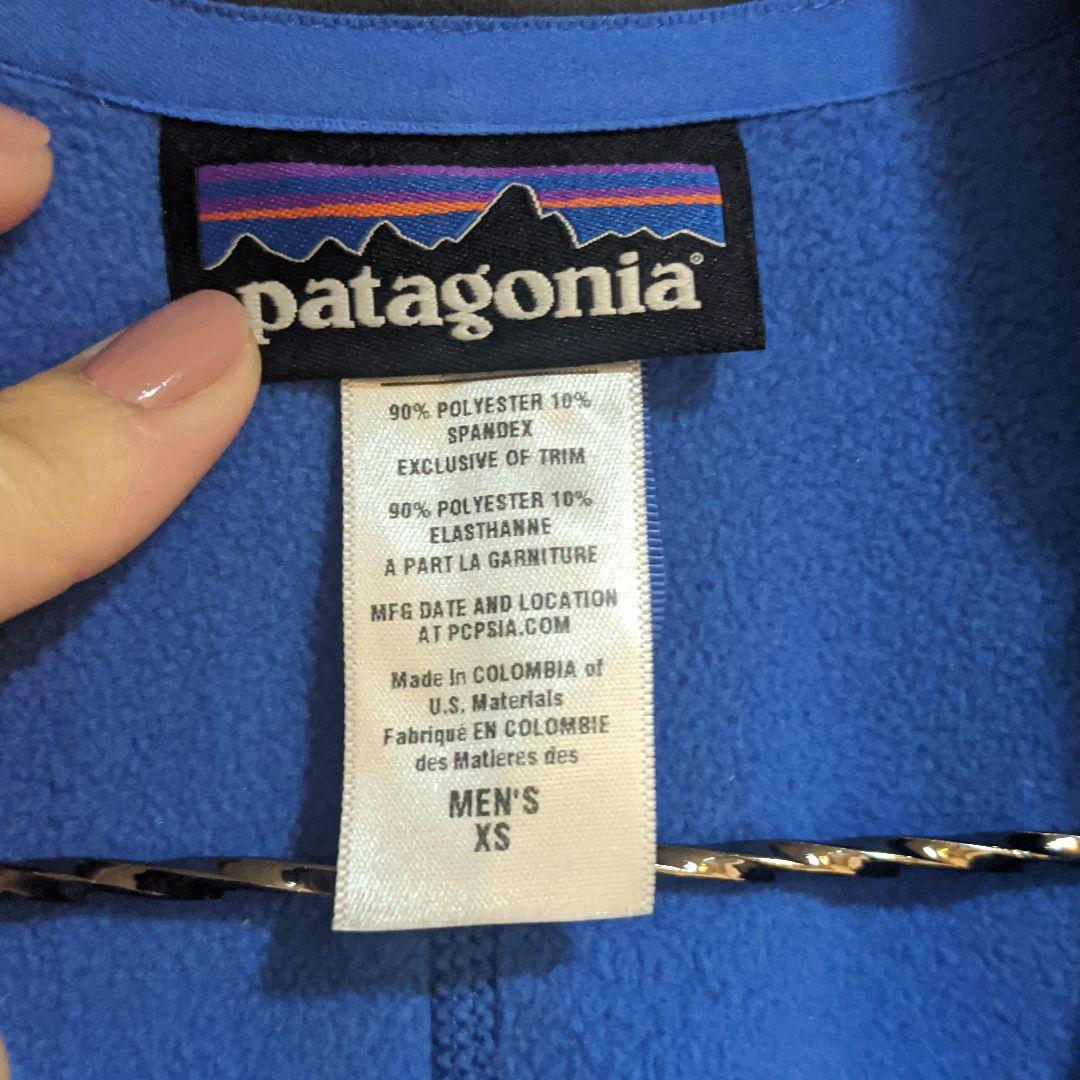 patagonia®
90% POLYESTER 10%
SPANDEX
EXCLUSIVE OF TRIM
90% POLYESTER 10%
ELASTHANNE
A PART LA GARNITURE
MFG DATE AND LOCATION
AT PCPSIA.COM
Made In COLOMBIA of
U.S. Materials
Fabriqué EN COLOMBIE
des Matieres des
MEN'S
XS